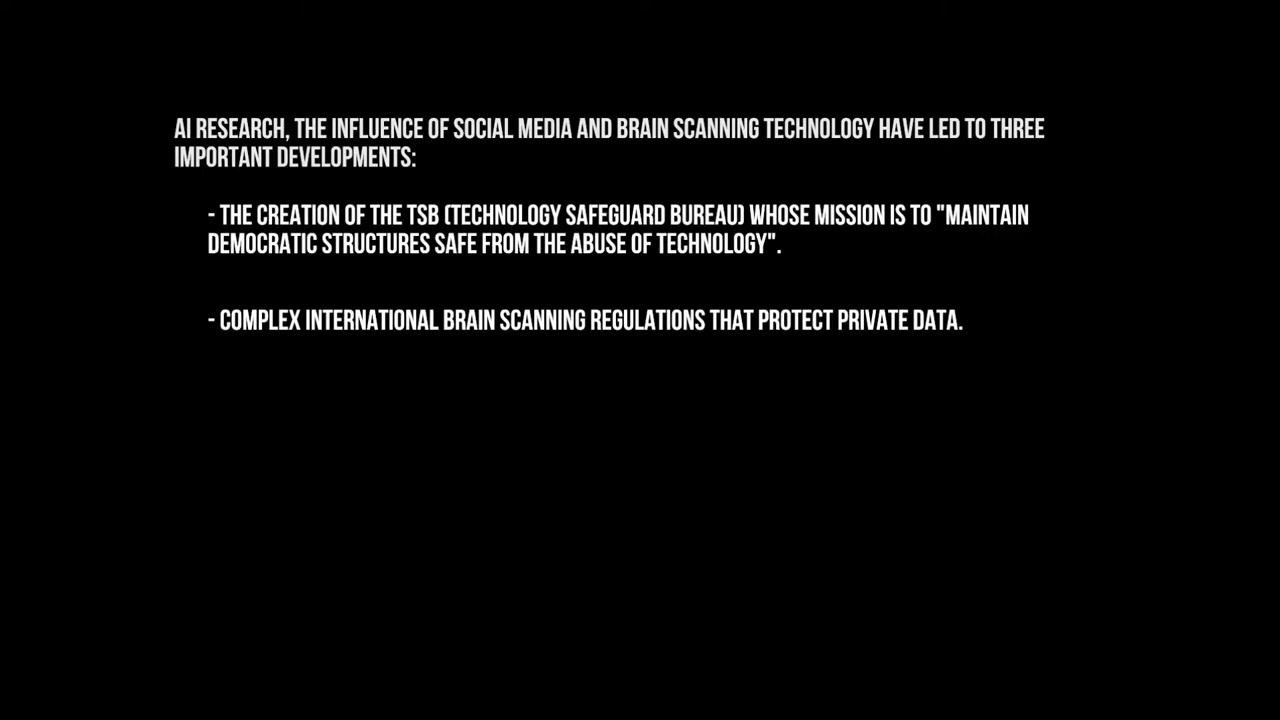 AI RESEARCH, THE INFLUENCE OF SOCIAL MEDIA AND BRAIN SCANNING TECHNOLOGY HAVE LED TO THREE
IMPORTANT DEVELOPMENTS:
- THE CREATION OF THE TSB (TECHNOLOGY SAFEGUARD BUREAU) WHOSE MISSION IS TO "MAINTAIN
DEMOCRATIC STRUCTURES SAFE FROM THE ABUSE OF TECHNOLOGY".
- COMPLEX INTERNATIONAL BRAIN SCANNING REGULATIONS THAT PROTECT PRIVATE DATA.